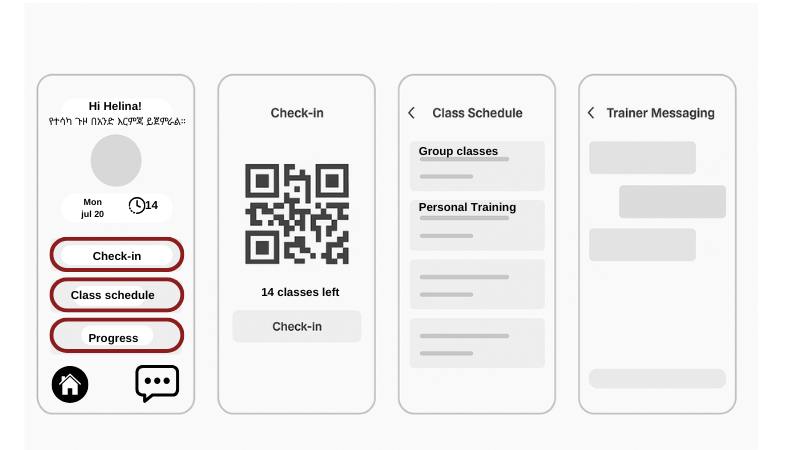 Hi Helina!
የተሳካ ጉዞ በአንድ እርምጃ ይጀምራል።
Mon
jul 20
14
Check-in
Class schedule
Progress
Check-in
14 classes left
Check-in
Class Schedule
Group classes
Personal Training
Trainer Messaging